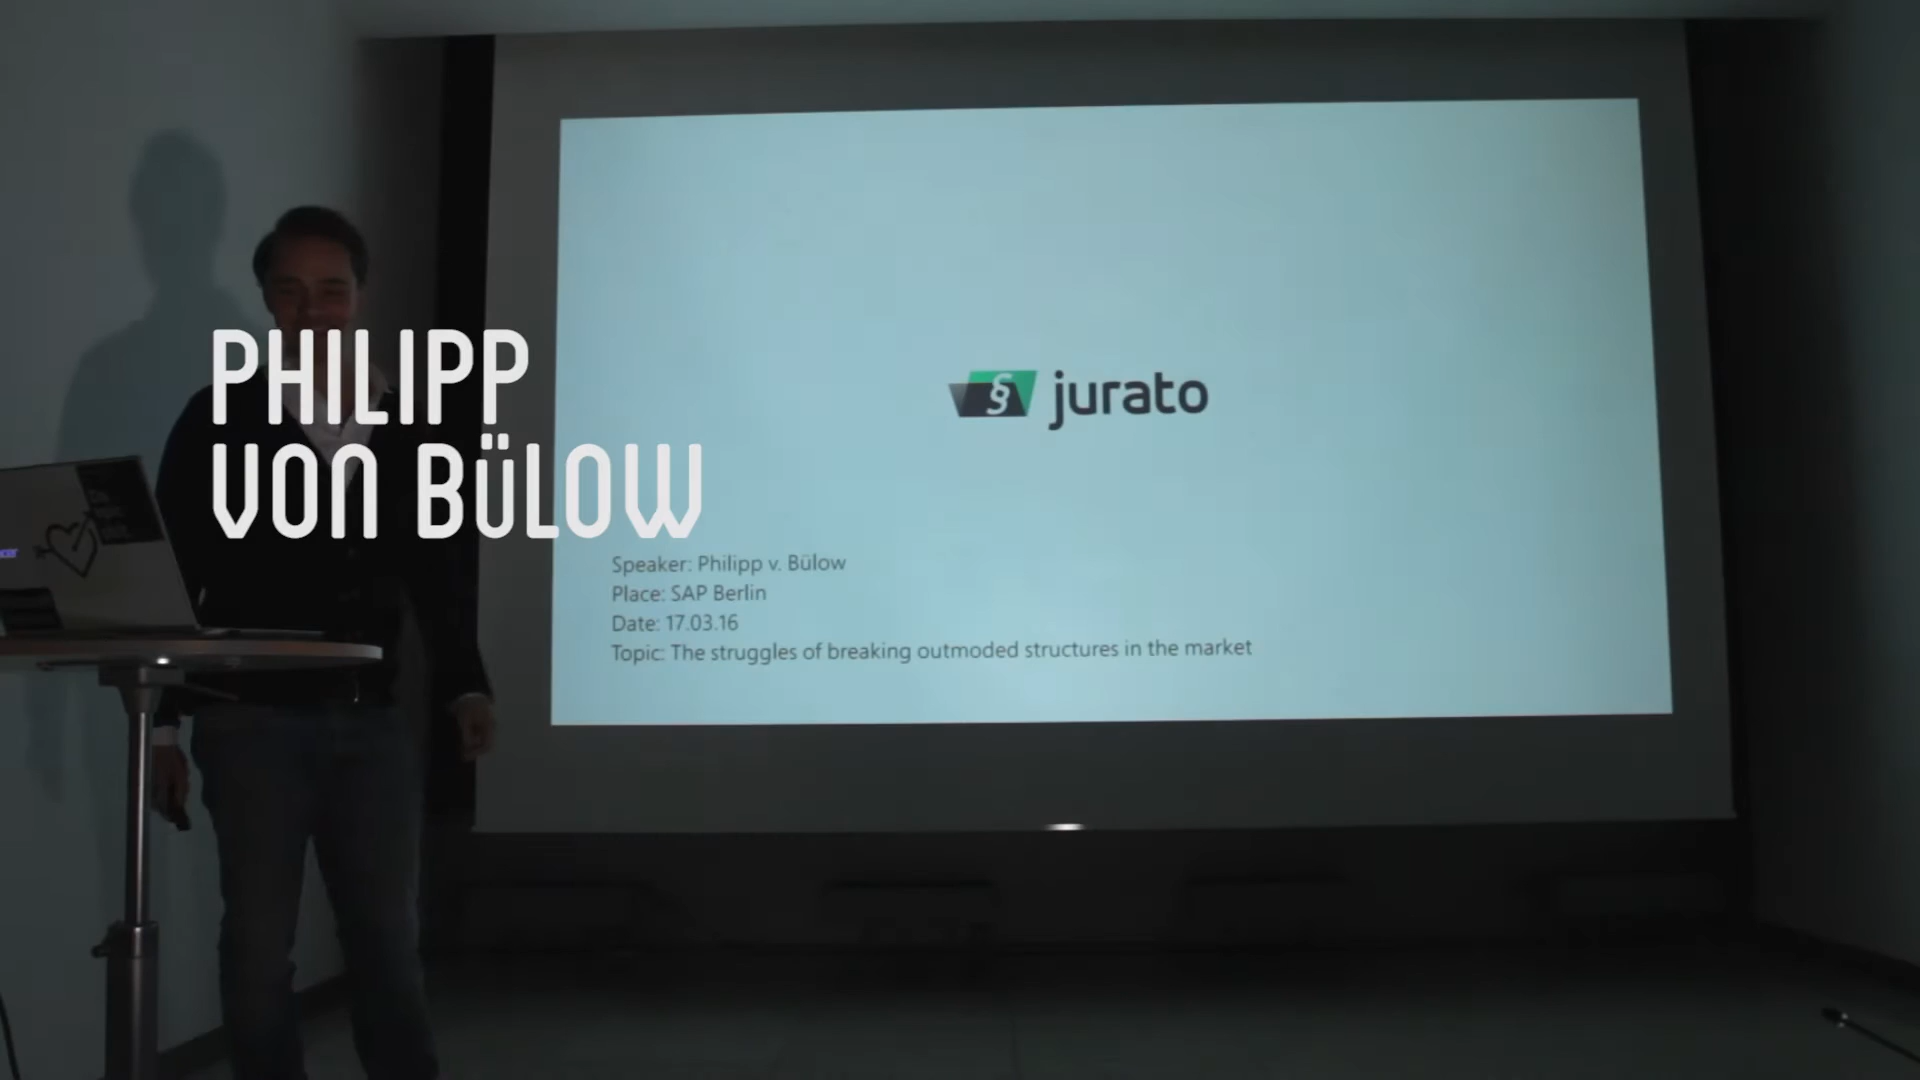 PHILIPP
VON BÜLOW
§ jurato
Speaker: Philipp v. Bülow
Place: SAP Berlin
Date: 17.03.16
Topic: The struggles of breaking outmoded structures in the market